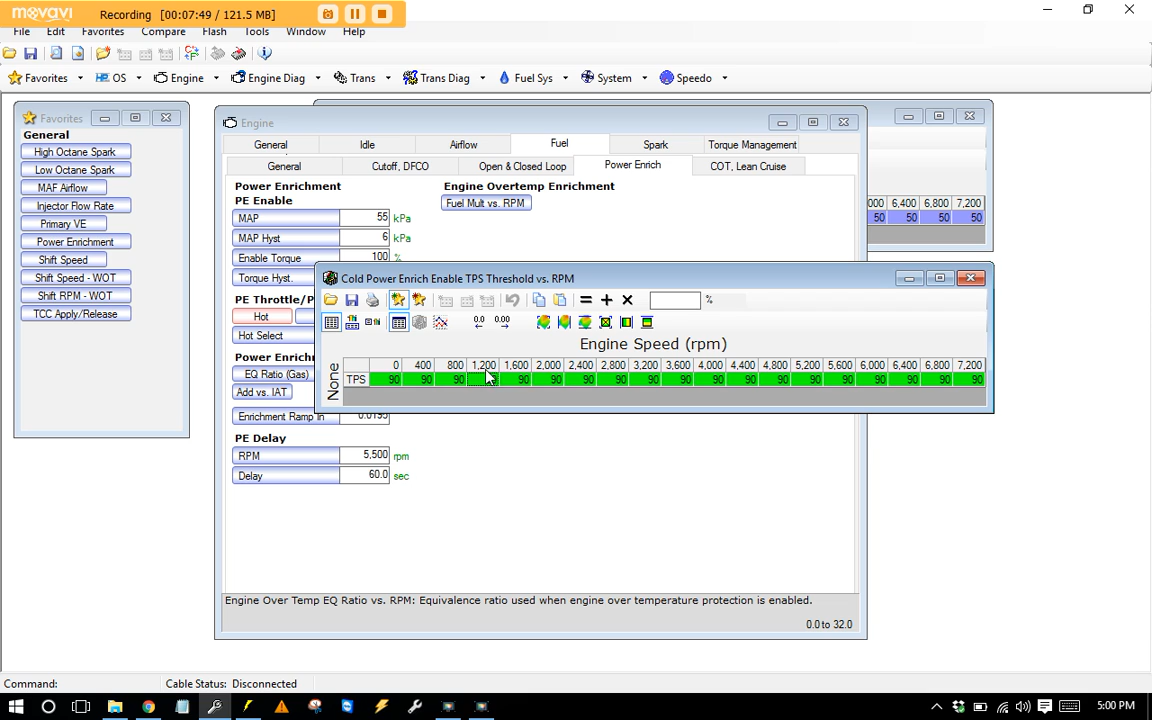 movavi Recording [00:07:49 / 121.5 MB]
File Edit Favorites Compare Flash Tools Window Help
Favorites OS Engine Engine Diag Trans Trans Diag Fuel Sys System Speedo
Favorites
General
High Octane Spark
Low Octane Spark
MAF Airflow
Injector Flow Rate
Primary VE
Power Enrichment
Shift Speed
Shift Speed - WOT
Shift RPM - WOT
TCC Apply/Release
Engine
General Idle Airflow Fuel Spark Torque Management
General Cutoff, DFCO Open & Closed Loop Power Enrich COT, Lean Cruise
Power Enrichment Engine Overtemp Enrichment
PE Enable Fuel Mult vs. RPM
MAP 55 kPa
MAP Hyst 6 kPa
Enable Torque 100 %
Torque Hyst.
PE Throttle/P
Hot
Hot Select
Power Enrichm
EQ Ratio (Gas)
Add vs. IAT
Enrichment Ramp In 0.0195
PE Delay
RPM 5,500 rpm
Delay 60.0 sec
000 6,400 6,800 7,200
50 50 50 50
Cold Power Enrich Enable TPS Threshold vs. RPM
%
0.0 0.00
Engine Speed (rpm)
None
0 400 800 1,200 1,600 2,000 2,400 2,800 3,200 3,600 4,000 4,400 4,800 5,200 5,600 6,000 6,400 6,800 7,200
TPS 90 90 90 90 90 90 90 90 90 90 90 90 90 90 90 90 90 90
Engine Over Temp EQ Ratio vs. RPM: Equivalence ratio used when engine over temperature protection is enabled.
0.0 to 32.0
Command: Cable Status: Disconnected
5:00 PM